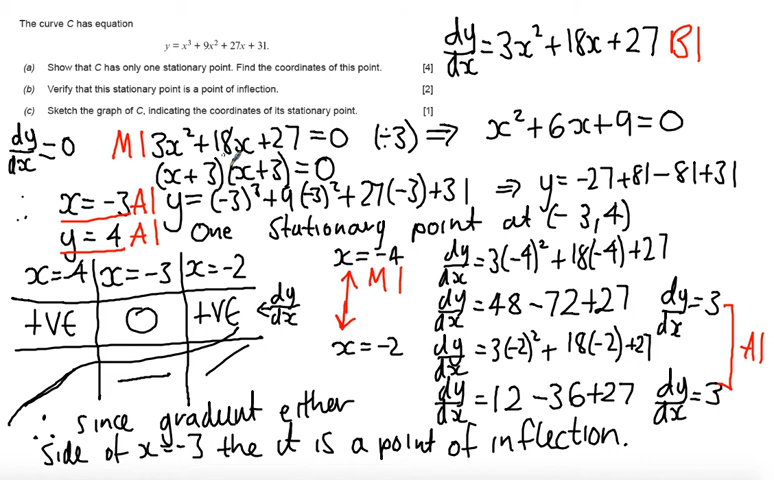 The curve C has equation
y = x³ + 9x² + 27x + 31.
(a) Show that C has only one stationary point. Find the coordinates of this point. [4]
(b) Verify that this stationary point is a point of inflection. [2]
(c) Sketch the graph of C, indicating the coordinates of its stationary point. [1]
dy/dx = 3x² + 18x + 27 B1
dy/dx = 0 M1 3x² + 18x + 27 = 0 (÷3) ⇒ x² + 6x + 9 = 0
(x + 3)(x + 3) = 0
∴ x = -3 A1 y = (-3)³ + 9(-3)² + 27(-3) + 31 ⇒ y = -27 + 81 - 81 + 31
y = 4 A1 One stationary point at (-3, 4)
x = -4 | x = -3 | x = -2
+VE | 0 | +VE ← dy/dx
x = -4 dy/dx = 3(-4)² + 18(-4) + 27
M1 dy/dx = 48 - 72 + 27 dy/dx = 3
x = -2 dy/dx = 3(-2)² + 18(-2) + 27 A1
dy/dx = 12 - 36 + 27 dy/dx = 3
∴ since gradunt either
side of x = -3 the it is a point of inflection.